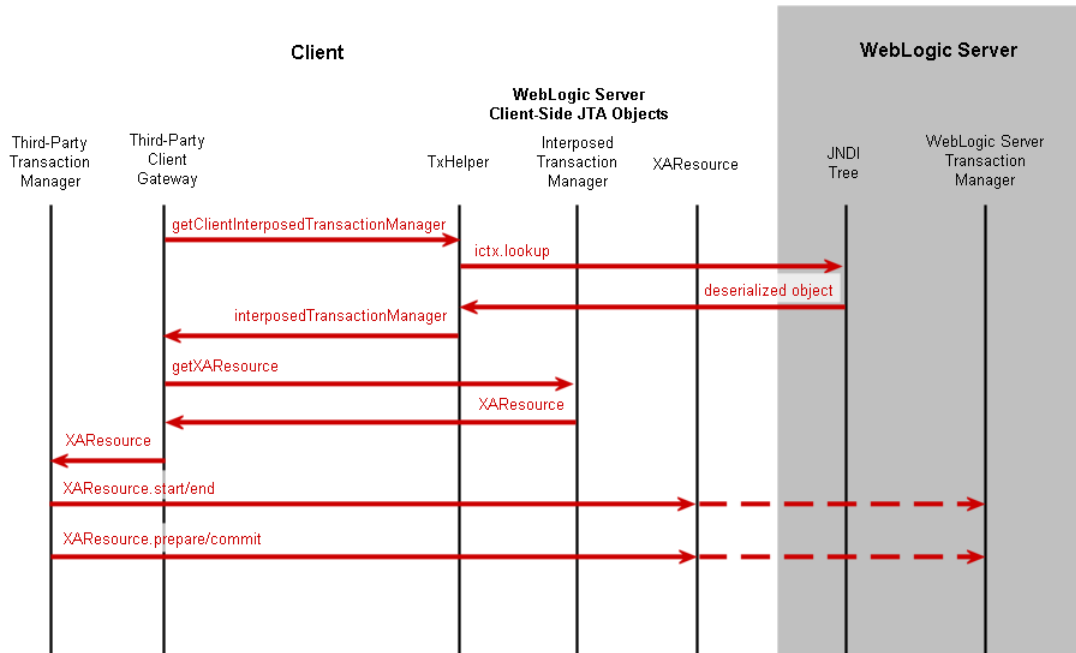 Client
WebLogic Server
WebLogic Server
Client-Side JTA Objects
Third-Party
Transaction
Manager
Third-Party
Client
Gateway
TxHelper
Interposed
Transaction
Manager
XAResource
JNDI
Tree
WebLogic Server
Transaction
Manager
getClientInterposedTransactionManager
ictx.lookup
deserialized object
interposedTransactionManager
getXAResource
XAResource
XAResource
XAResource.start/end
XAResource.prepare/commit